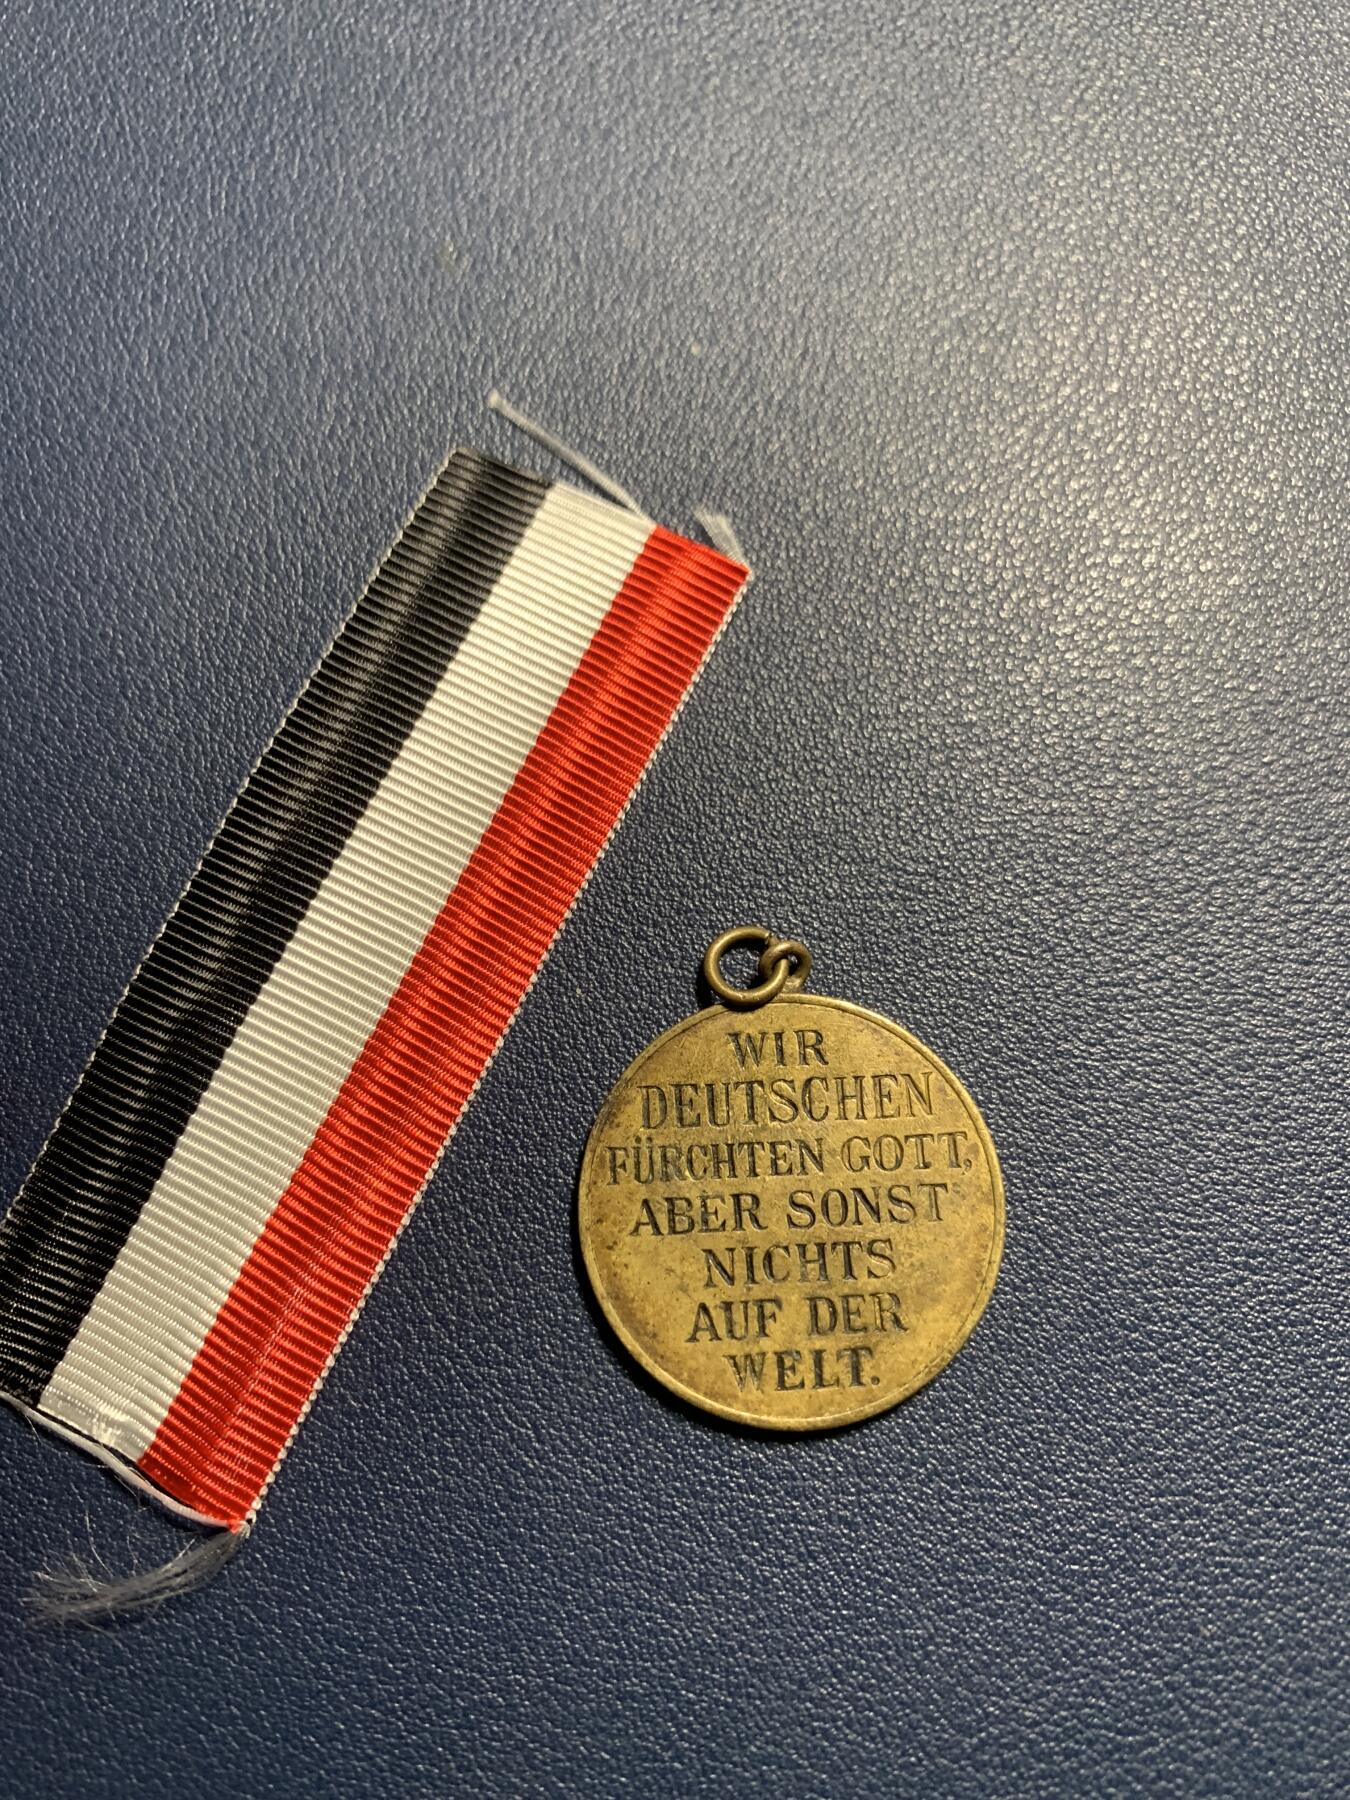 WIR
DEUTSCHEN
FÜRCHTEN GOTT,
ABER SONST
NICHTS
AUF DER
WELT.